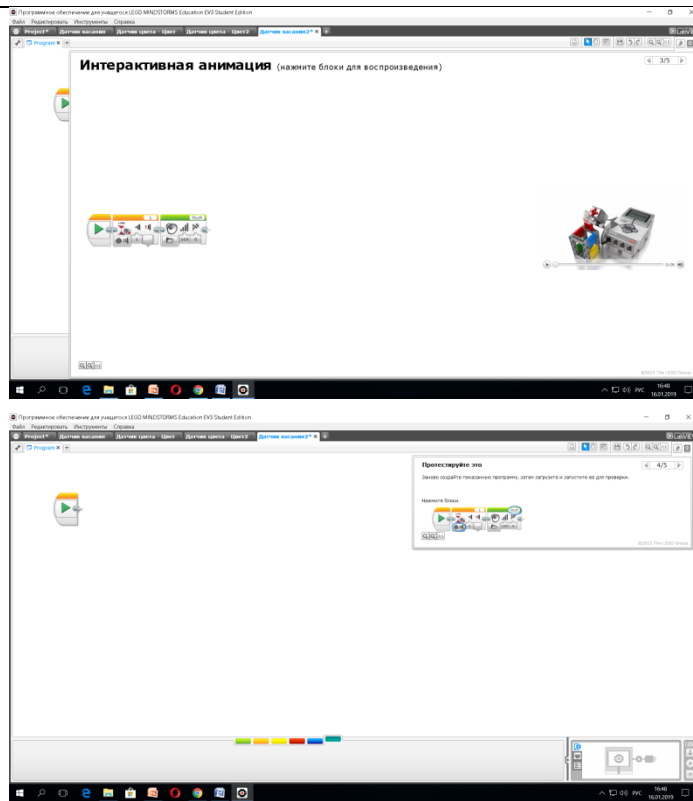 Программное обеспечение для учащегося LEGO MINDSTORMS Education EV3 Student Edition
Файл Редактировать Инструменты Справка
Project* Датчик касания Датчик цвета - Цвет Датчик цвета - Цвет2 Датчик касания2* × +
Program × +
Интерактивная анимация (нажмите блоки для воспроизведения)
3/5
0:06
©2013 The LEGO Group.
16:48
РУС
16.01.2019
Программное обеспечение для учащегося LEGO MINDSTORMS Education EV3 Student Edition
Файл Редактировать Инструменты Справка
Project* Датчик касания Датчик цвета - Цвет Датчик цвета - Цвет2 Датчик касания2* × +
Program × +
Протестируйте это
4/5
Заново создайте показанную программу, затем загрузите и запустите ее для проверки.
Нажмите блоки.
©2013 The LEGO Group.
16:48
РУС
16.01.2019